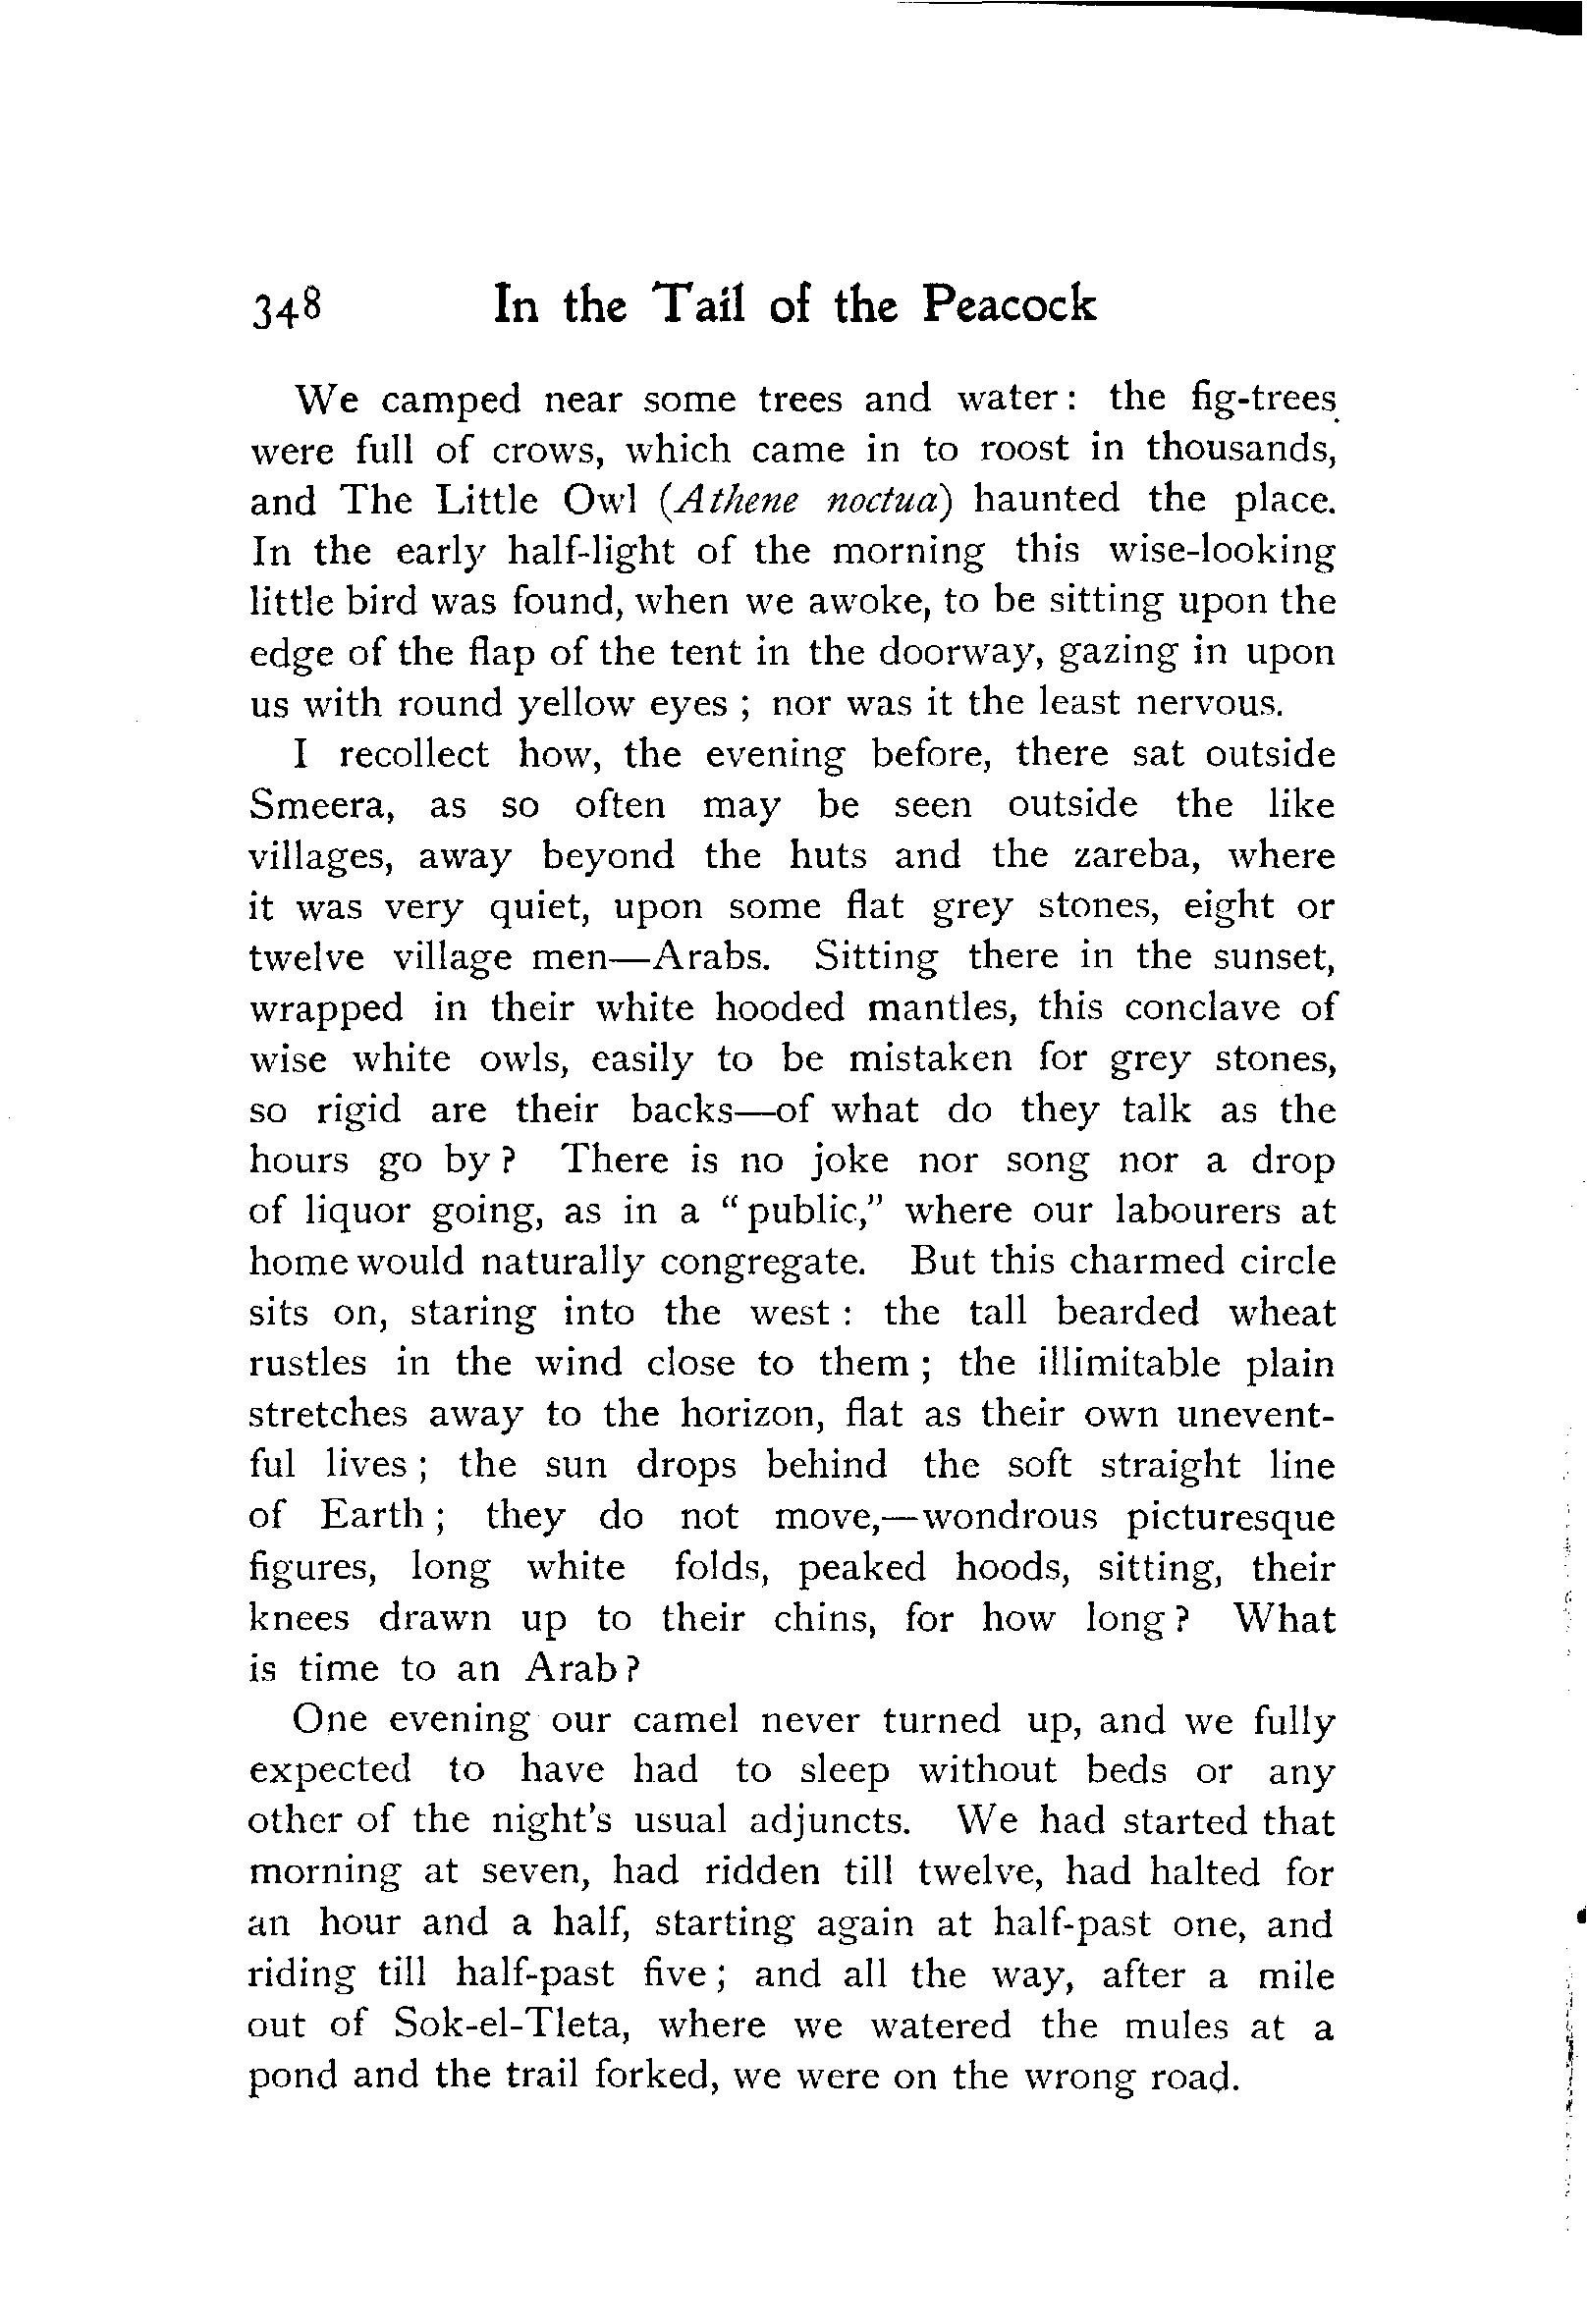 348 In the Tail of the Peacock
We camped near some trees and water: the fig-trees
were full of crows, which came in to roost in thousands,
and The Little Owl (Athene noctua) haunted the place.
In the early half-light of the morning this wise-looking
little bird was found, when we awoke, to be sitting upon the
edge of the flap of the tent in the doorway, gazing in upon
us with round yellow eyes ; nor was it the least nervous.
I recollect how, the evening before, there sat outside
Smeera, as so often may be seen outside the like
villages, away beyond the huts and the zareba, where
it was very quiet, upon some flat grey stones, eight or
twelve village men—Arabs. Sitting there in the sunset,
wrapped in their white hooded mantles, this conclave of
wise white owls, easily to be mistaken for grey stones,
so rigid are their backs—of what do they talk as the
hours go by ? There is no joke nor song nor a drop
of liquor going, as in a "public," where our labourers at
home would naturally congregate. But this charmed circle
sits on, staring into the west : the tall bearded wheat
rustles in the wind close to them ; the illimitable plain
stretches away to the horizon, flat as their own unevent-
ful lives ; the sun drops behind the soft straight line
of Earth ; they do not move,—wondrous picturesque
figures, long white folds, peaked hoods, sitting, their
knees drawn up to their chins, for how long ? What
is time to an Arab ?
One evening our camel never turned up, and we fully
expected to have had to sleep without beds or any
other of the night's usual adjuncts. We had started that
morning at seven, had ridden till twelve, had halted for
an hour and a half, starting again at half-past one, and
riding till half-past five ; and all the way, after a mile
out of Sok-el-Tleta, where we watered the mules at a
pond and the trail forked, we were on the wrong road.